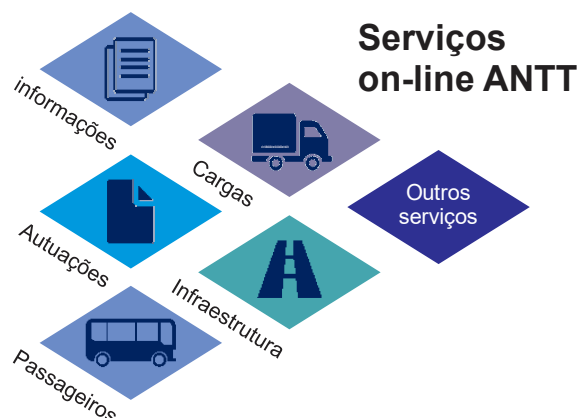 Serviços
on-line ANTT
informações
Cargas
Outros
serviços
Autuações
Infraestrutura
Passageiros